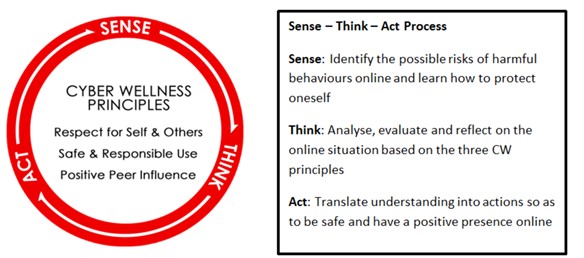 SENSE
CYBER WELLNESS
PRINCIPLES
Respect for Self & Others
Safe & Responsible Use
Positive Peer Influence
THINK
ACT
Sense – Think – Act Process
Sense: Identify the possible risks of harmful
behaviours online and learn how to protect
oneself
Think: Analyse, evaluate and reflect on the
online situation based on the three CW
principles
Act: Translate understanding into actions so as
to be safe and have a positive presence online